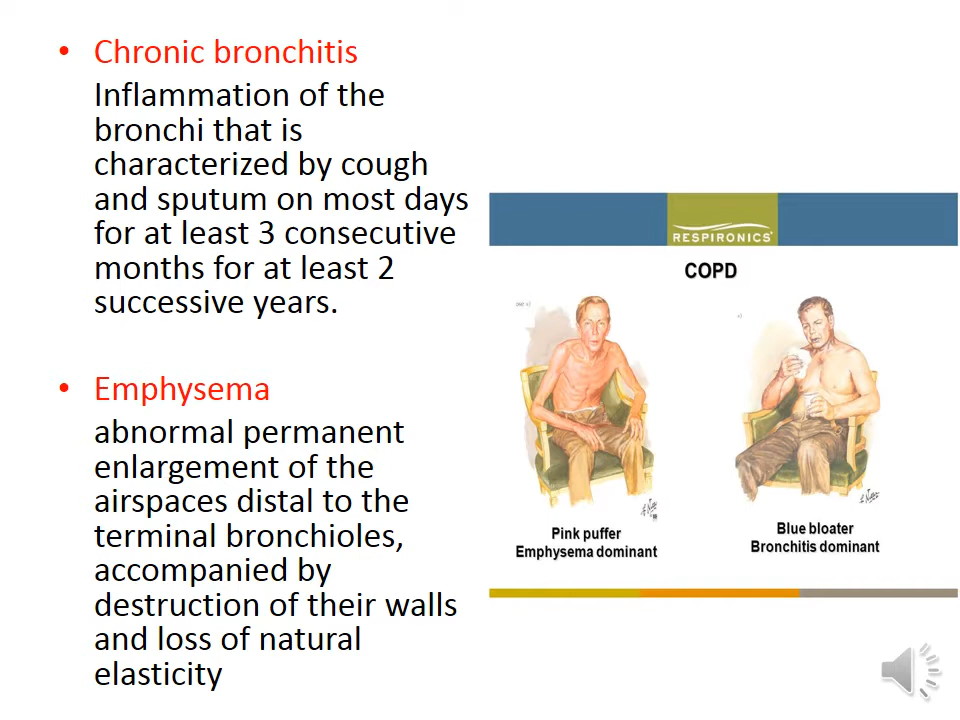 • Chronic bronchitis
Inflammation of the
bronchi that is
characterized by cough
and sputum on most days
for at least 3 consecutive
months for at least 2
successive years.
• Emphysema
abnormal permanent
enlargement of the
airspaces distal to the
terminal bronchioles,
accompanied by
destruction of their walls
and loss of natural
elasticity
RESPIRONICS
COPD
Pink puffer
Emphysema dominant
Blue bloater
Bronchitis dominant